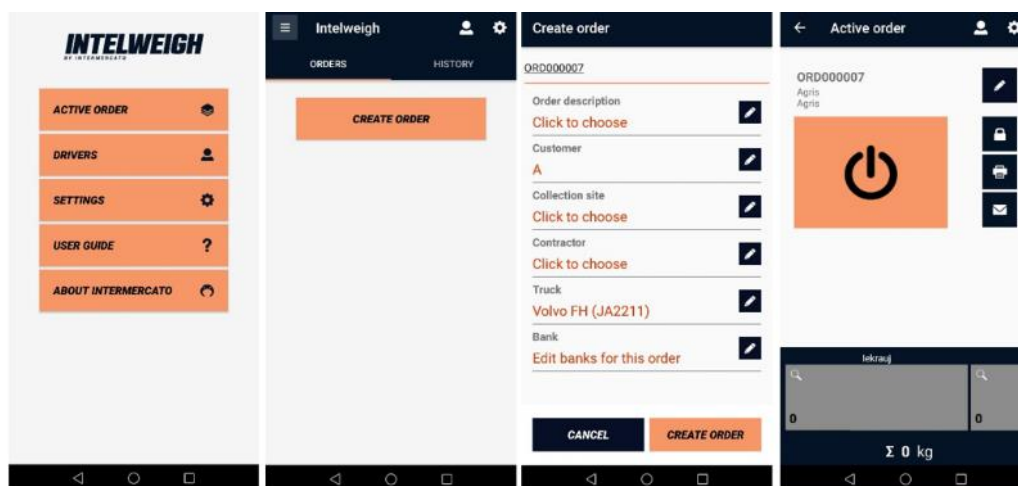 INTELWEIGH
BY INTERMERCATO
ACTIVE ORDER
DRIVERS
SETTINGS
USER GUIDE
?
ABOUT INTERMERCATO
Intelweigh
ORDERS
HISTORY
CREATE ORDER
Create order
ORD000007
Order description
Click to choose
Customer
A
Collection site
Click to choose
Contractor
Click to choose
Truck
Volvo FH (JA2211)
Bank
Edit banks for this order
CANCEL
CREATE ORDER
Active order
ORD000007
Agris
Agris
Iekrauj
0
0
Σ 0 kg